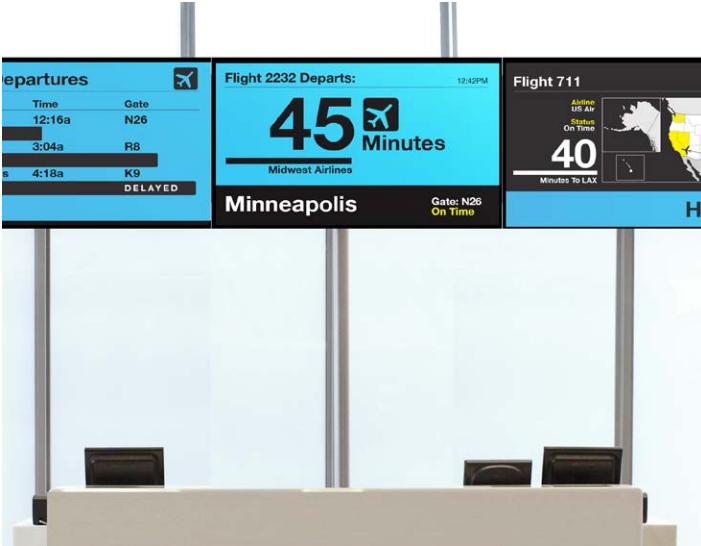 epartures
Time Gate
12:16a N26
3:04a R8
s 4:18a K9
DELAYED
Flight 2232 Departs:
12:42PM
45
Minutes
Midwest Airlines
Minneapolis
Gate: N26
On Time
Flight 711
Airline
US Air
Status
On Time
40
Minutes To LAX
H